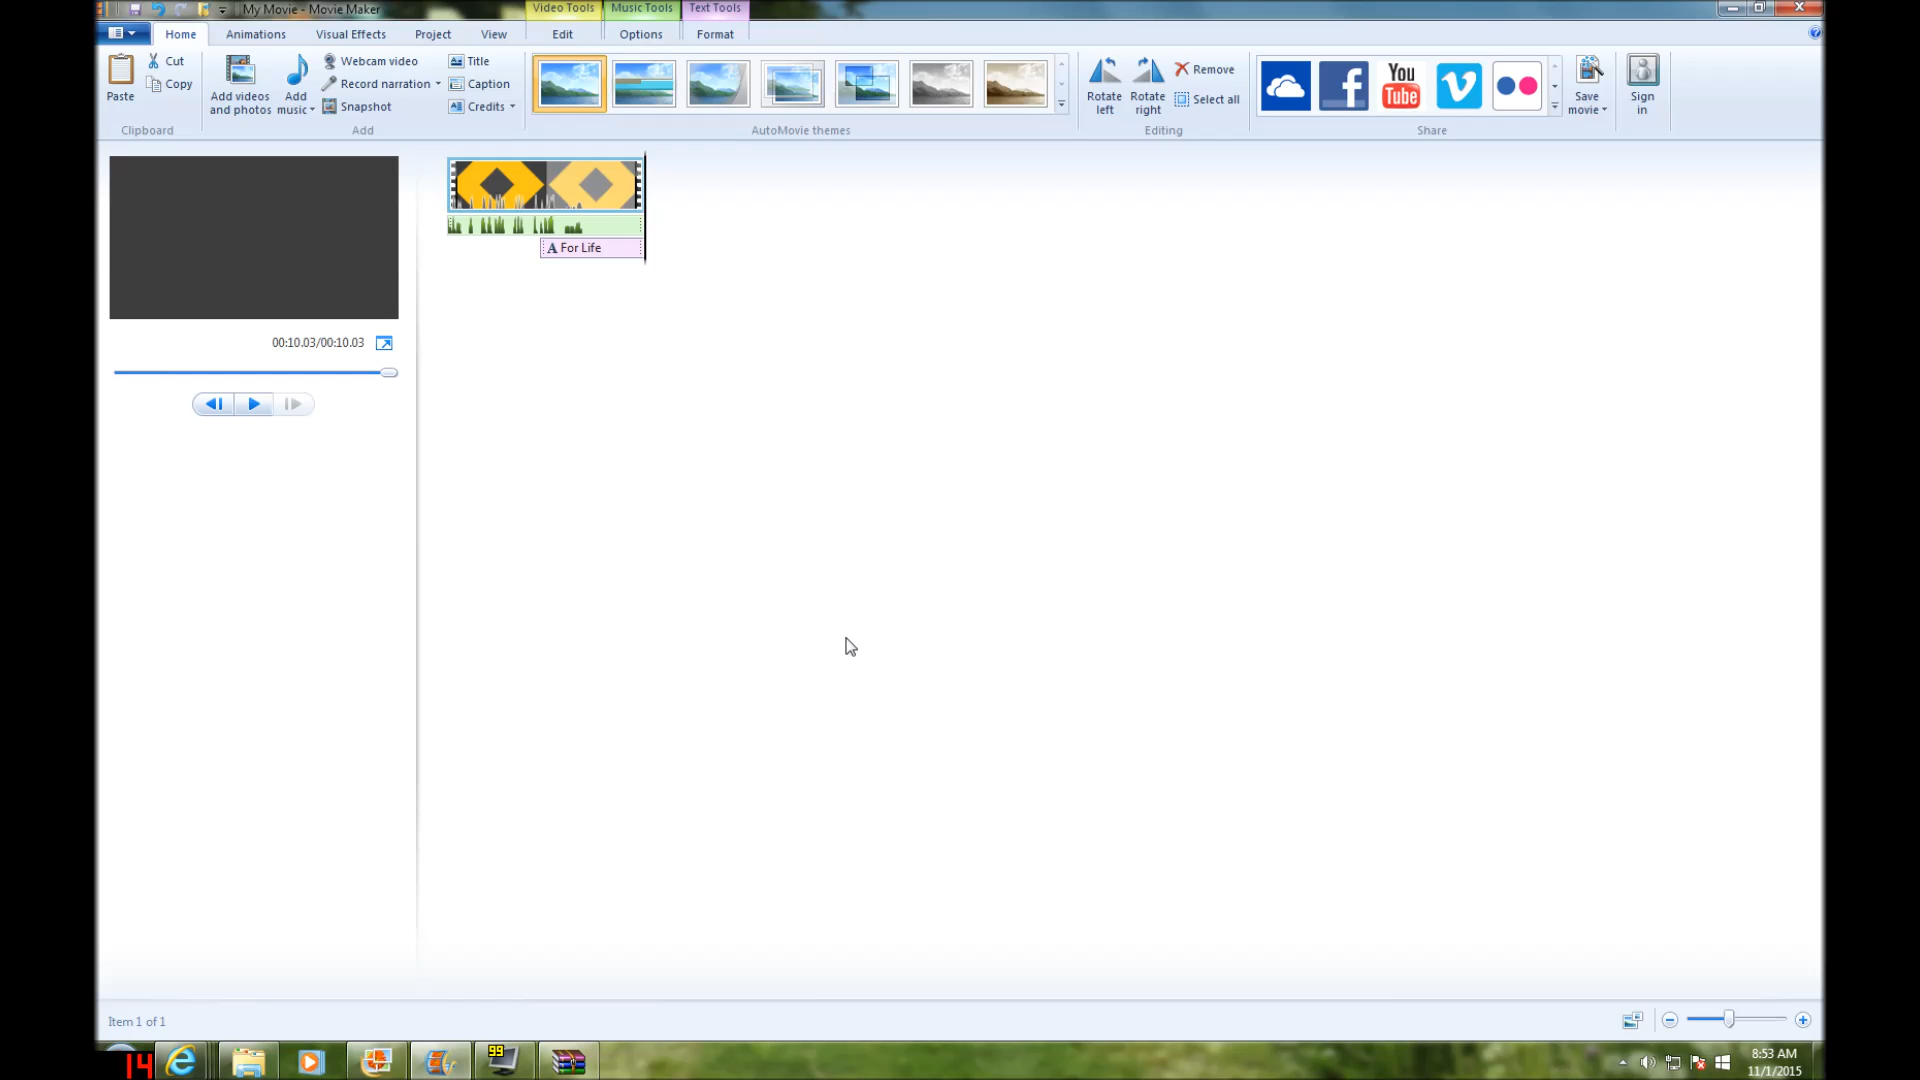 My Movie - Movie Maker
Video Tools
Music Tools
Text Tools
Home
Animations
Visual Effects
Project
View
Edit
Options
Format
Paste
Cut
Copy
Clipboard
Add videos
and photos
Add
music
Webcam video
Record narration
Snapshot
Title
Caption
Credits
Add
AutoMovie themes
Rotate
left
Rotate
right
Remove
Select all
Editing
You
Tube
Share
Save
movie
Sign
in
A For Life
00:10.03/00:10.03
Item 1 of 1
14
99
8:53 AM
11/1/2015